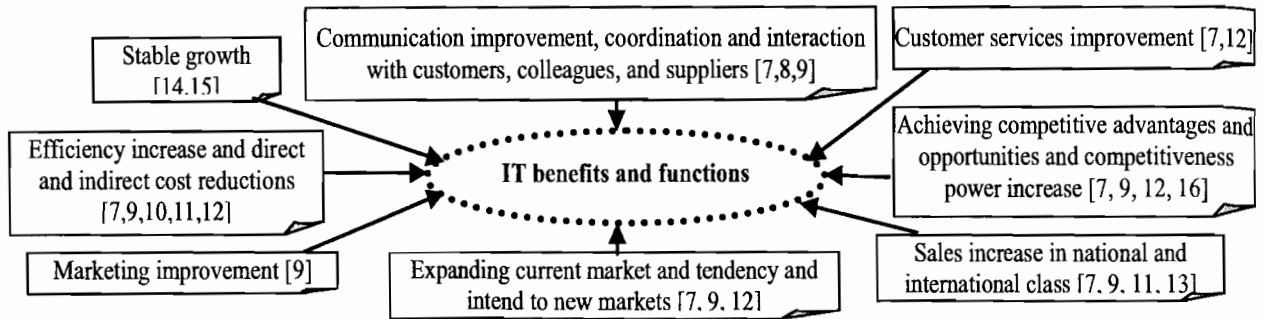 Stable growth
[14,15]
Communication improvement, coordination and interaction
with customers, colleagues, and suppliers [7,8,9]
Customer services improvement [7,12]
Efficiency increase and direct
and indirect cost reductions
[7,9,10,11,12]
IT benefits and functions
Achieving competitive advantages and
opportunities and competitiveness
power increase [7, 9, 12, 16]
Marketing improvement [9]
Expanding current market and tendency and
intend to new markets [7, 9, 12]
Sales increase in national and
international class [7, 9, 11, 13]